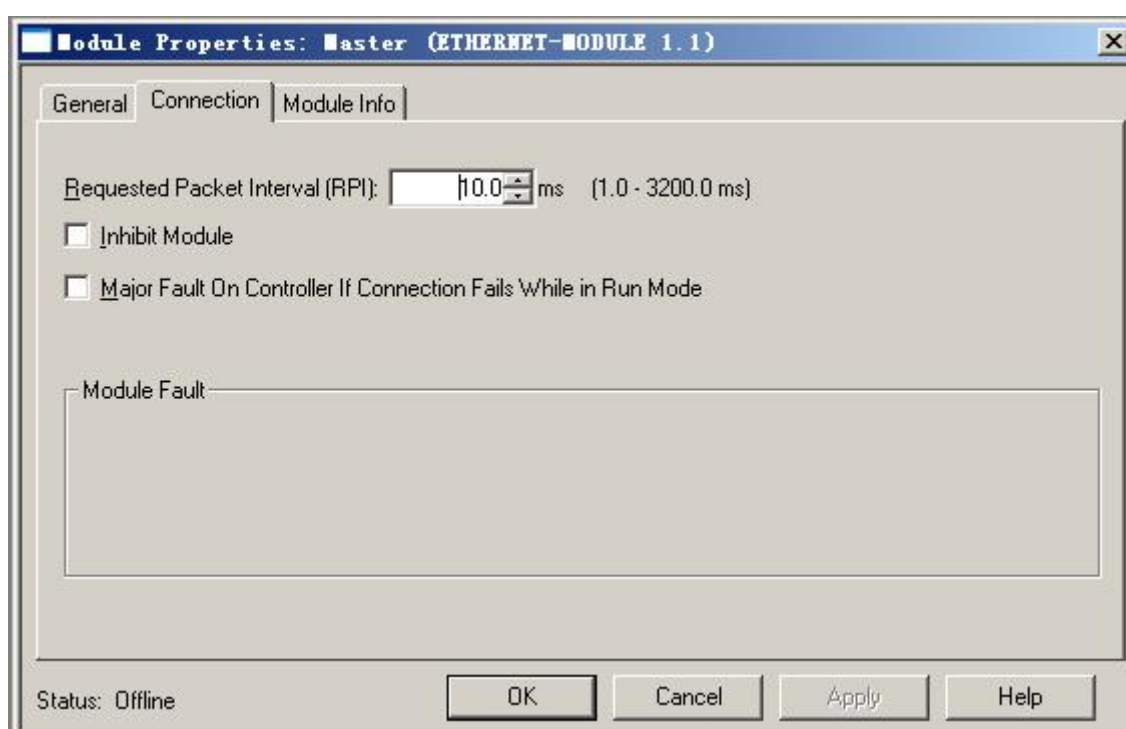 Module Properties: Master (ETHERNET-MODULE 1.1)
General Connection Module Info
Requested Packet Interval (RPI): 10.0 ms (1.0 - 3200.0 ms)
Inhibit Module
Major Fault On Controller If Connection Fails While in Run Mode
Module Fault
Status: Offline OK Cancel Apply Help